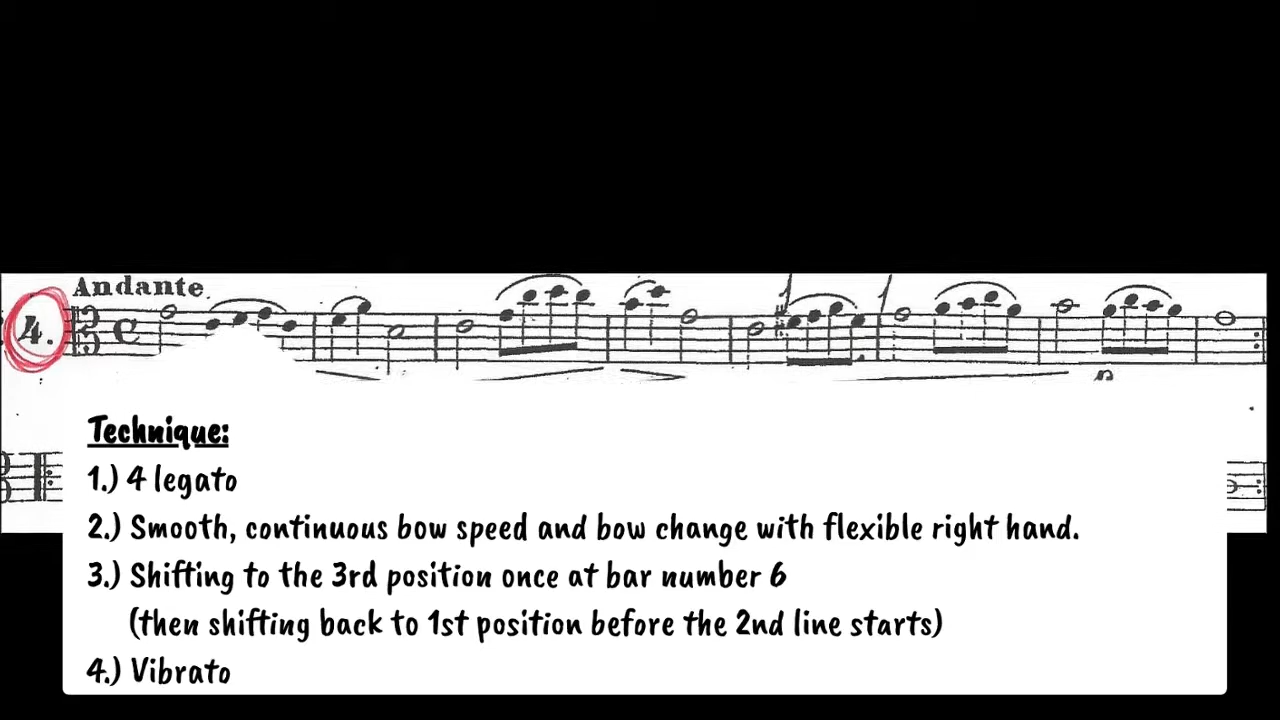 Andante
4.
Technique:
1.) 4 legato
2.) Smooth, continuous bow speed and bow change with flexible right hand.
3.) Shifting to the 3rd position once at bar number 6
(then shifting back to 1st position before the 2nd line starts)
4.) Vibrato